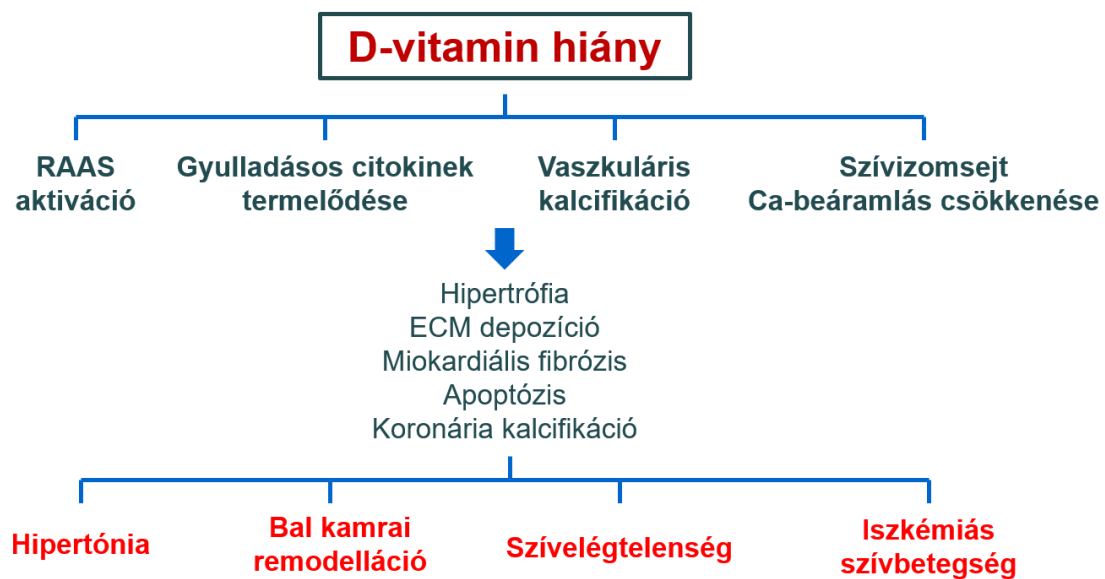 D-vitamin hiány
RAAS
aktiváció
Gyulladásos citokinek
termelődése
Vaszkuláris
kalcifikáció
Szívizomsejt
Ca-beáramlás csökkenése
Hipertrófia
ECM depozíció
Miokardiális fibrózis
Apoptózis
Koronária kalcifikáció
Hipertónia
Bal kamrai
remodelláció
Szívelégtelenség
Iszkémiás
szívbetegség